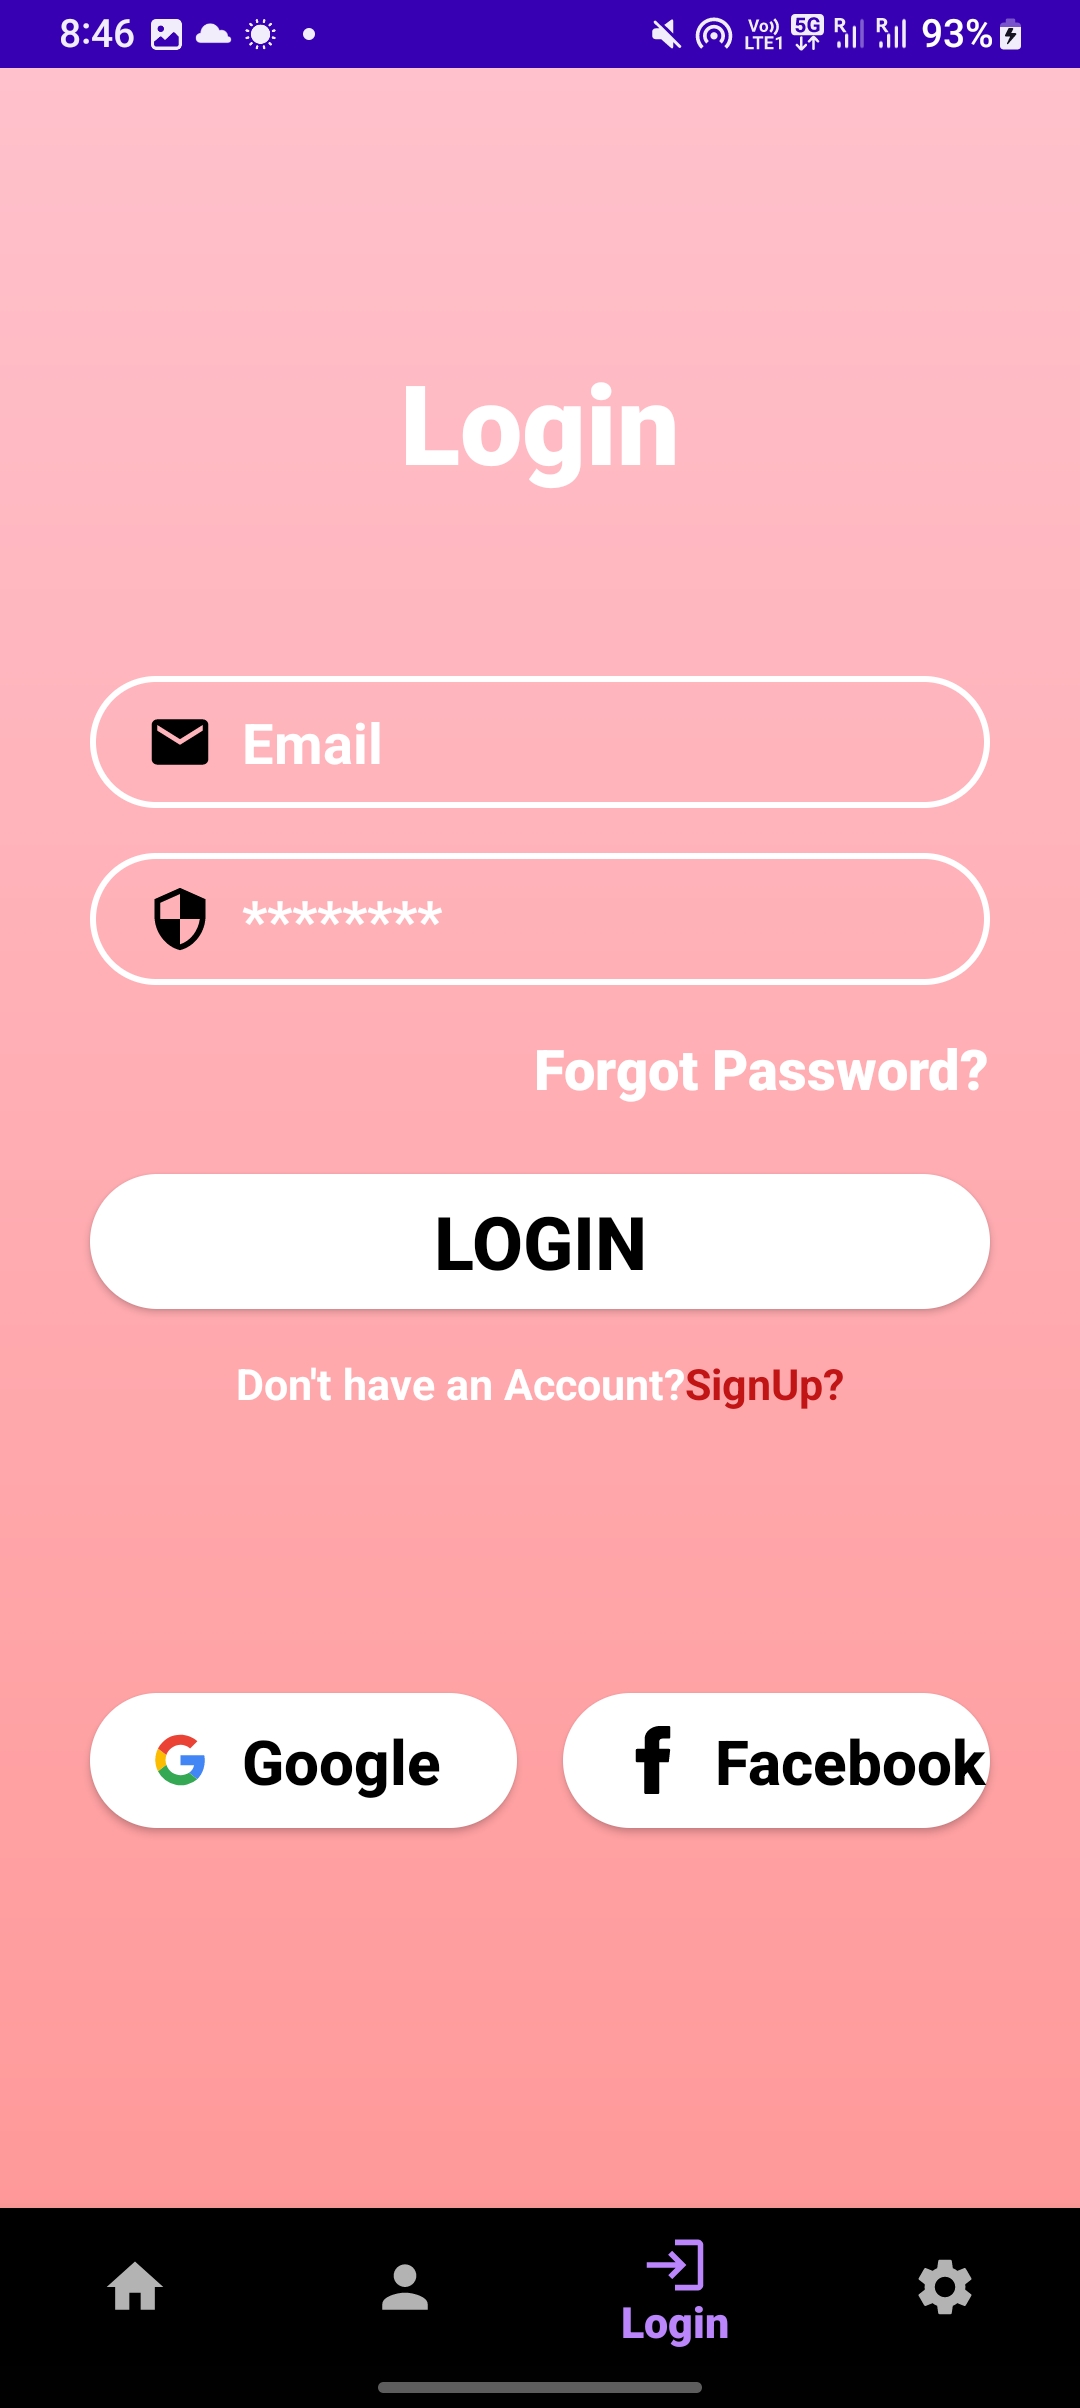 8:46 Vo)) LTE1 5G R R 93%
Login
Email
********
Forgot Password?
LOGIN
Don't have an Account?SignUp?
Google Facebook
Login